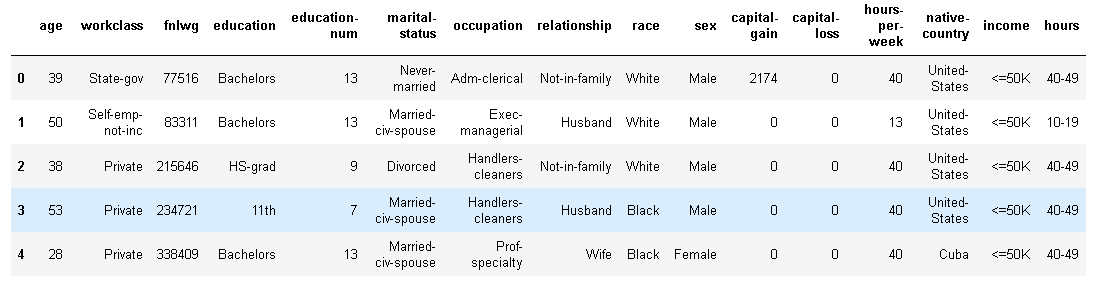 age workclass fnlwg education education-num marital-status occupation relationship race sex capital-gain capital-loss hours-per-week native-country income hours
0 39 State-gov 77516 Bachelors 13 Never-married Adm-clerical Not-in-family White Male 2174 0 40 United-States <=50K 40-49
1 50 Self-emp-not-inc 83311 Bachelors 13 Married-civ-spouse Exec-managerial Husband White Male 0 0 13 United-States <=50K 10-19
2 38 Private 215646 HS-grad 9 Divorced Handlers-cleaners Not-in-family White Male 0 0 40 United-States <=50K 40-49
3 53 Private 234721 11th 7 Married-civ-spouse Handlers-cleaners Husband Black Male 0 0 40 United-States <=50K 40-49
4 28 Private 338409 Bachelors 13 Married-civ-spouse Prof-specialty Wife Black Female 0 0 40 Cuba <=50K 40-49